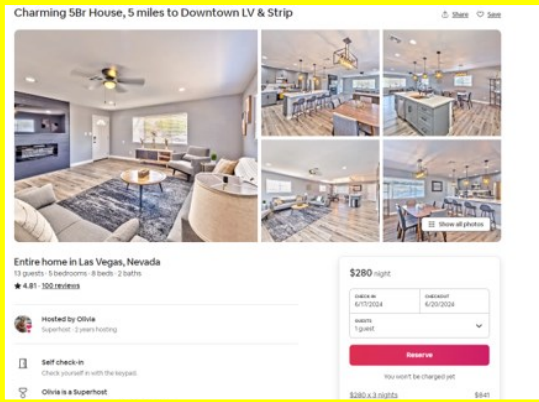 Charming 5Br House, 5 miles to Downtown LV & Strip
Share
Save
Show all photos
Entire home in Las Vegas, Nevada
13 guests · 5 bedrooms · 8 beds · 2 baths
★ 4.81 · 100 reviews
Hosted by Olivia
Superhost · 2 years hosting
Self check-in
Check yourself in with the keypad.
Olivia is a Superhost
$280 night
CHECK-IN
6/17/2024
CHECKOUT
6/20/2024
GUESTS
1 guest
Reserve
You won't be charged yet
$280 x 3 nights
$841